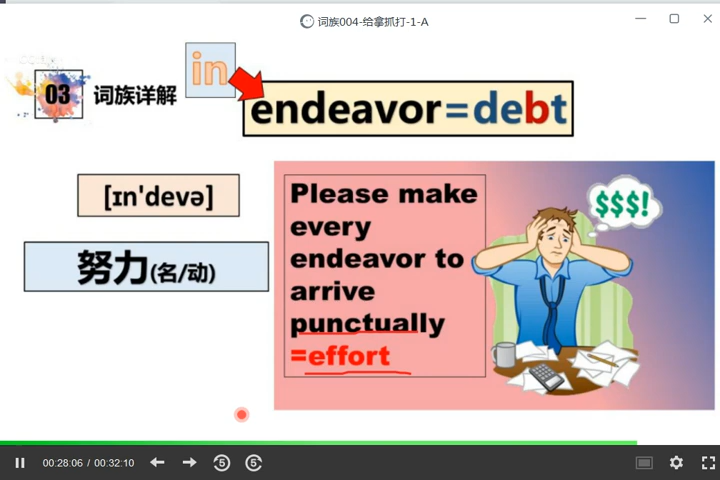 词族004-给拿抓打-1-A
03
词族详解
in
endeavor=debt
[ɪn'devə]
努力(名/动)
Please make
every
endeavor to
arrive
punctually
=effort
$$$!
00:28:06 / 00:32:10
5
5